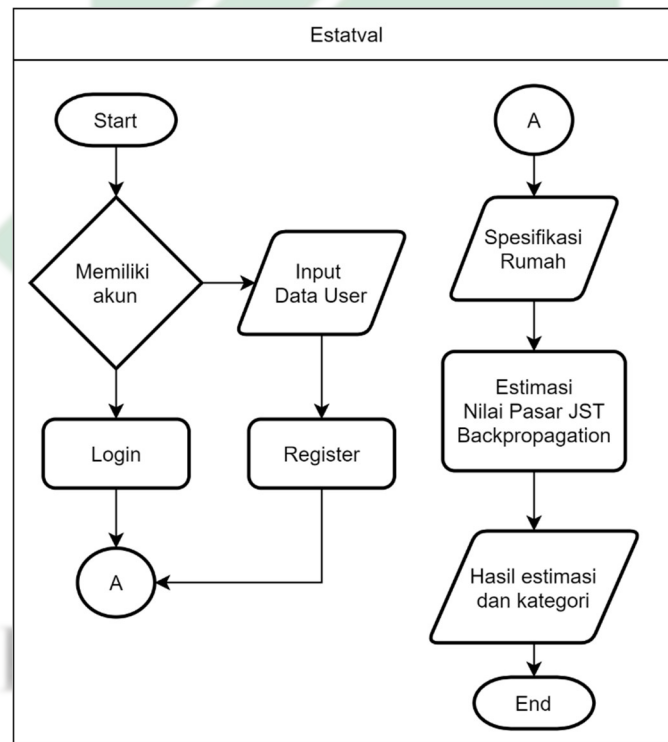 Estatval
Start
Memiliki
akun
Input
Data User
Login
Register
A
A
Spesifikasi
Rumah
Estimasi
Nilai Pasar JST
Backpropagation
Hasil estimasi
dan kategori
End